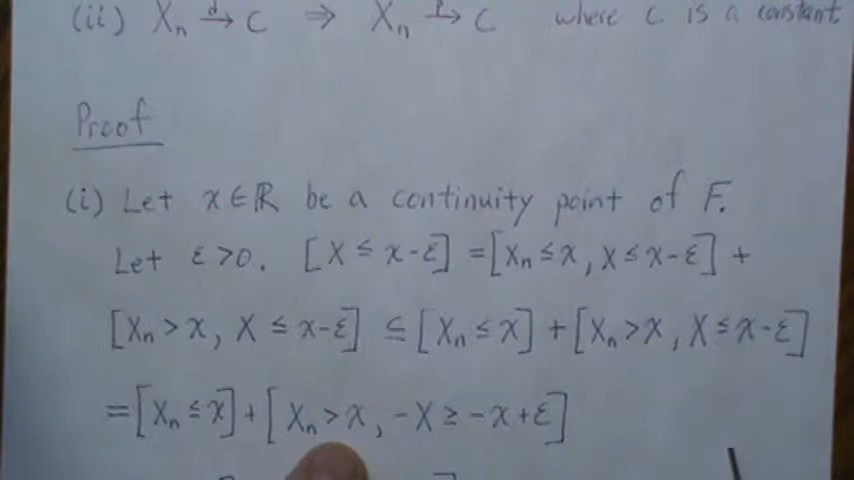 (ii) Xₙ →ᵈ c ⇒ Xₙ →ᴾ c where c is a constant
Proof
(i) Let x ∈ ℝ be a continuity point of F.
Let ε > 0. [X ≤ x-ε] = [Xₙ ≤ x, X ≤ x-ε] +
[Xₙ > x, X ≤ x-ε] ⊆ [Xₙ ≤ x] + [Xₙ > x, X ≤ x-ε]
= [Xₙ ≤ x] + [Xₙ > x, -X ≥ -x+ε]